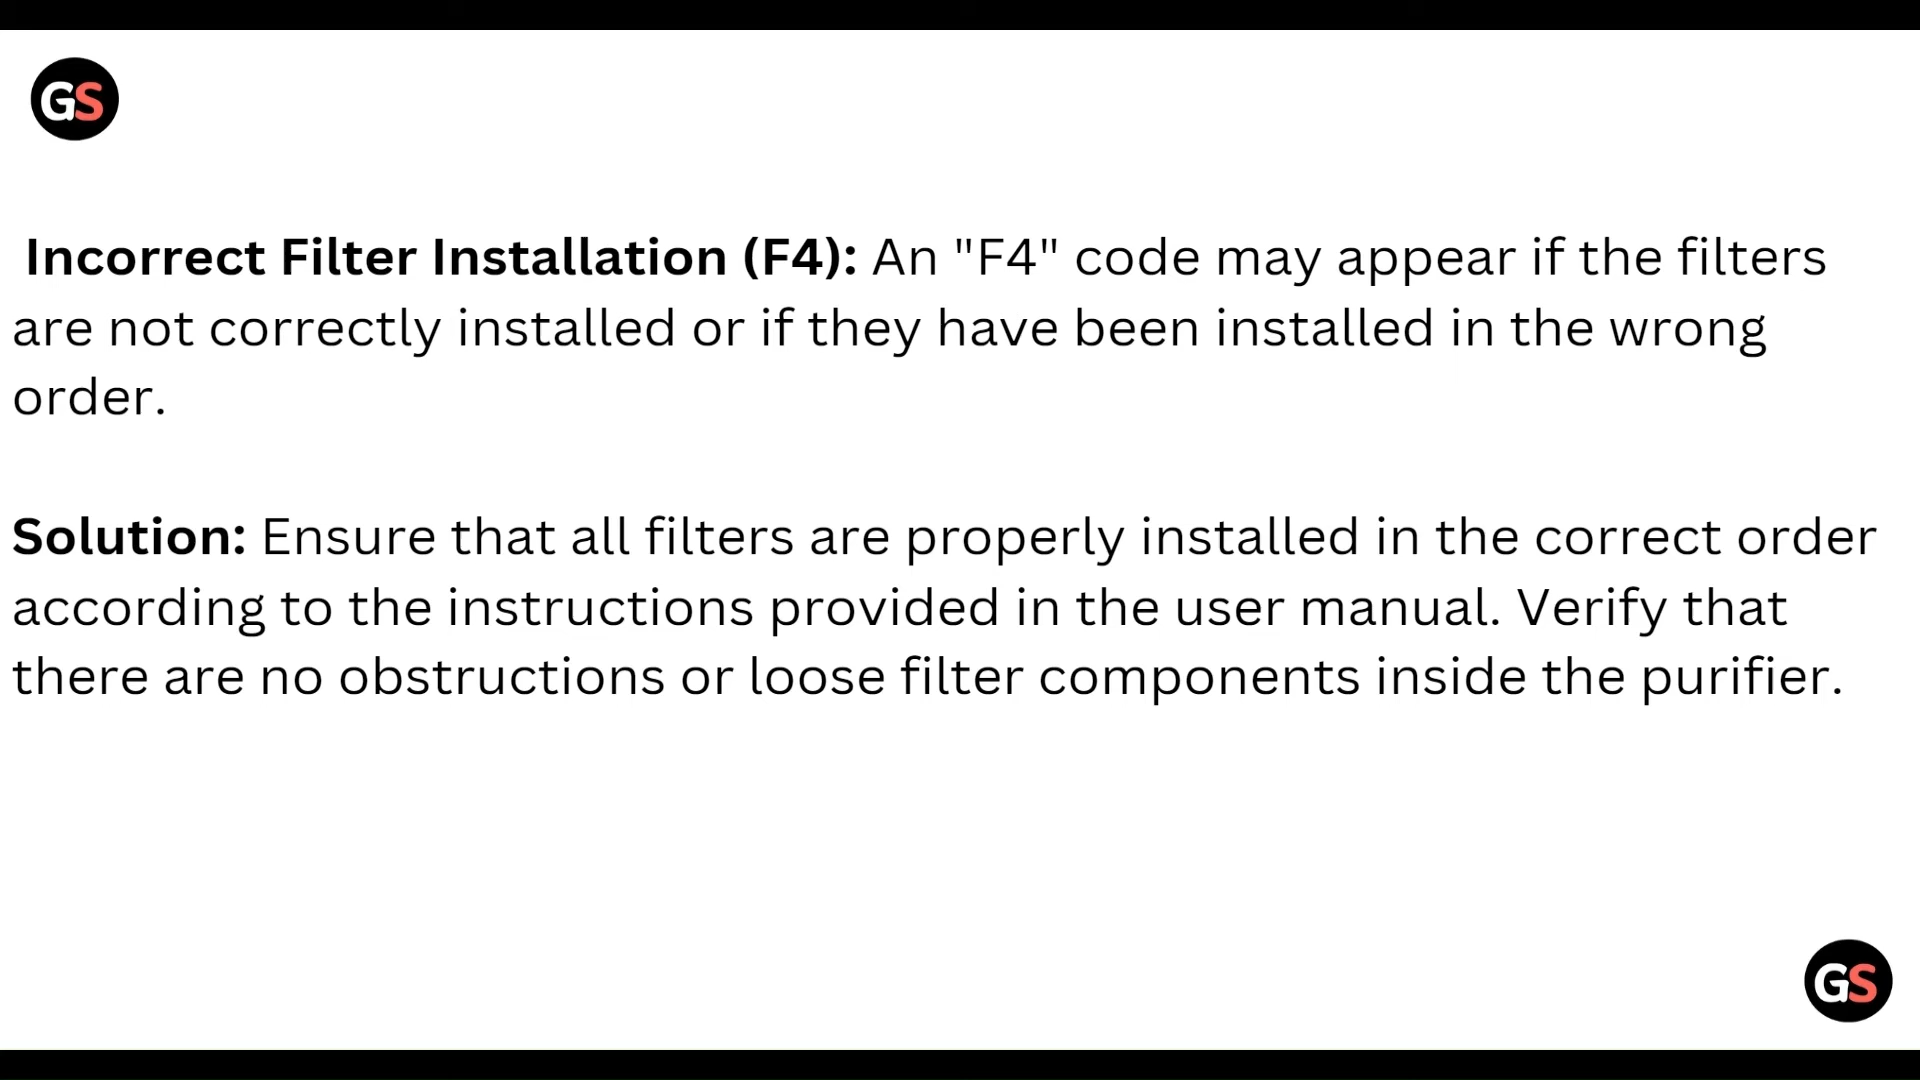 GS
Incorrect Filter Installation (F4): An "F4" code may appear if the filters
are not correctly installed or if they have been installed in the wrong
order.
Solution: Ensure that all filters are properly installed in the correct order
according to the instructions provided in the user manual. Verify that
there are no obstructions or loose filter components inside the purifier.
GS